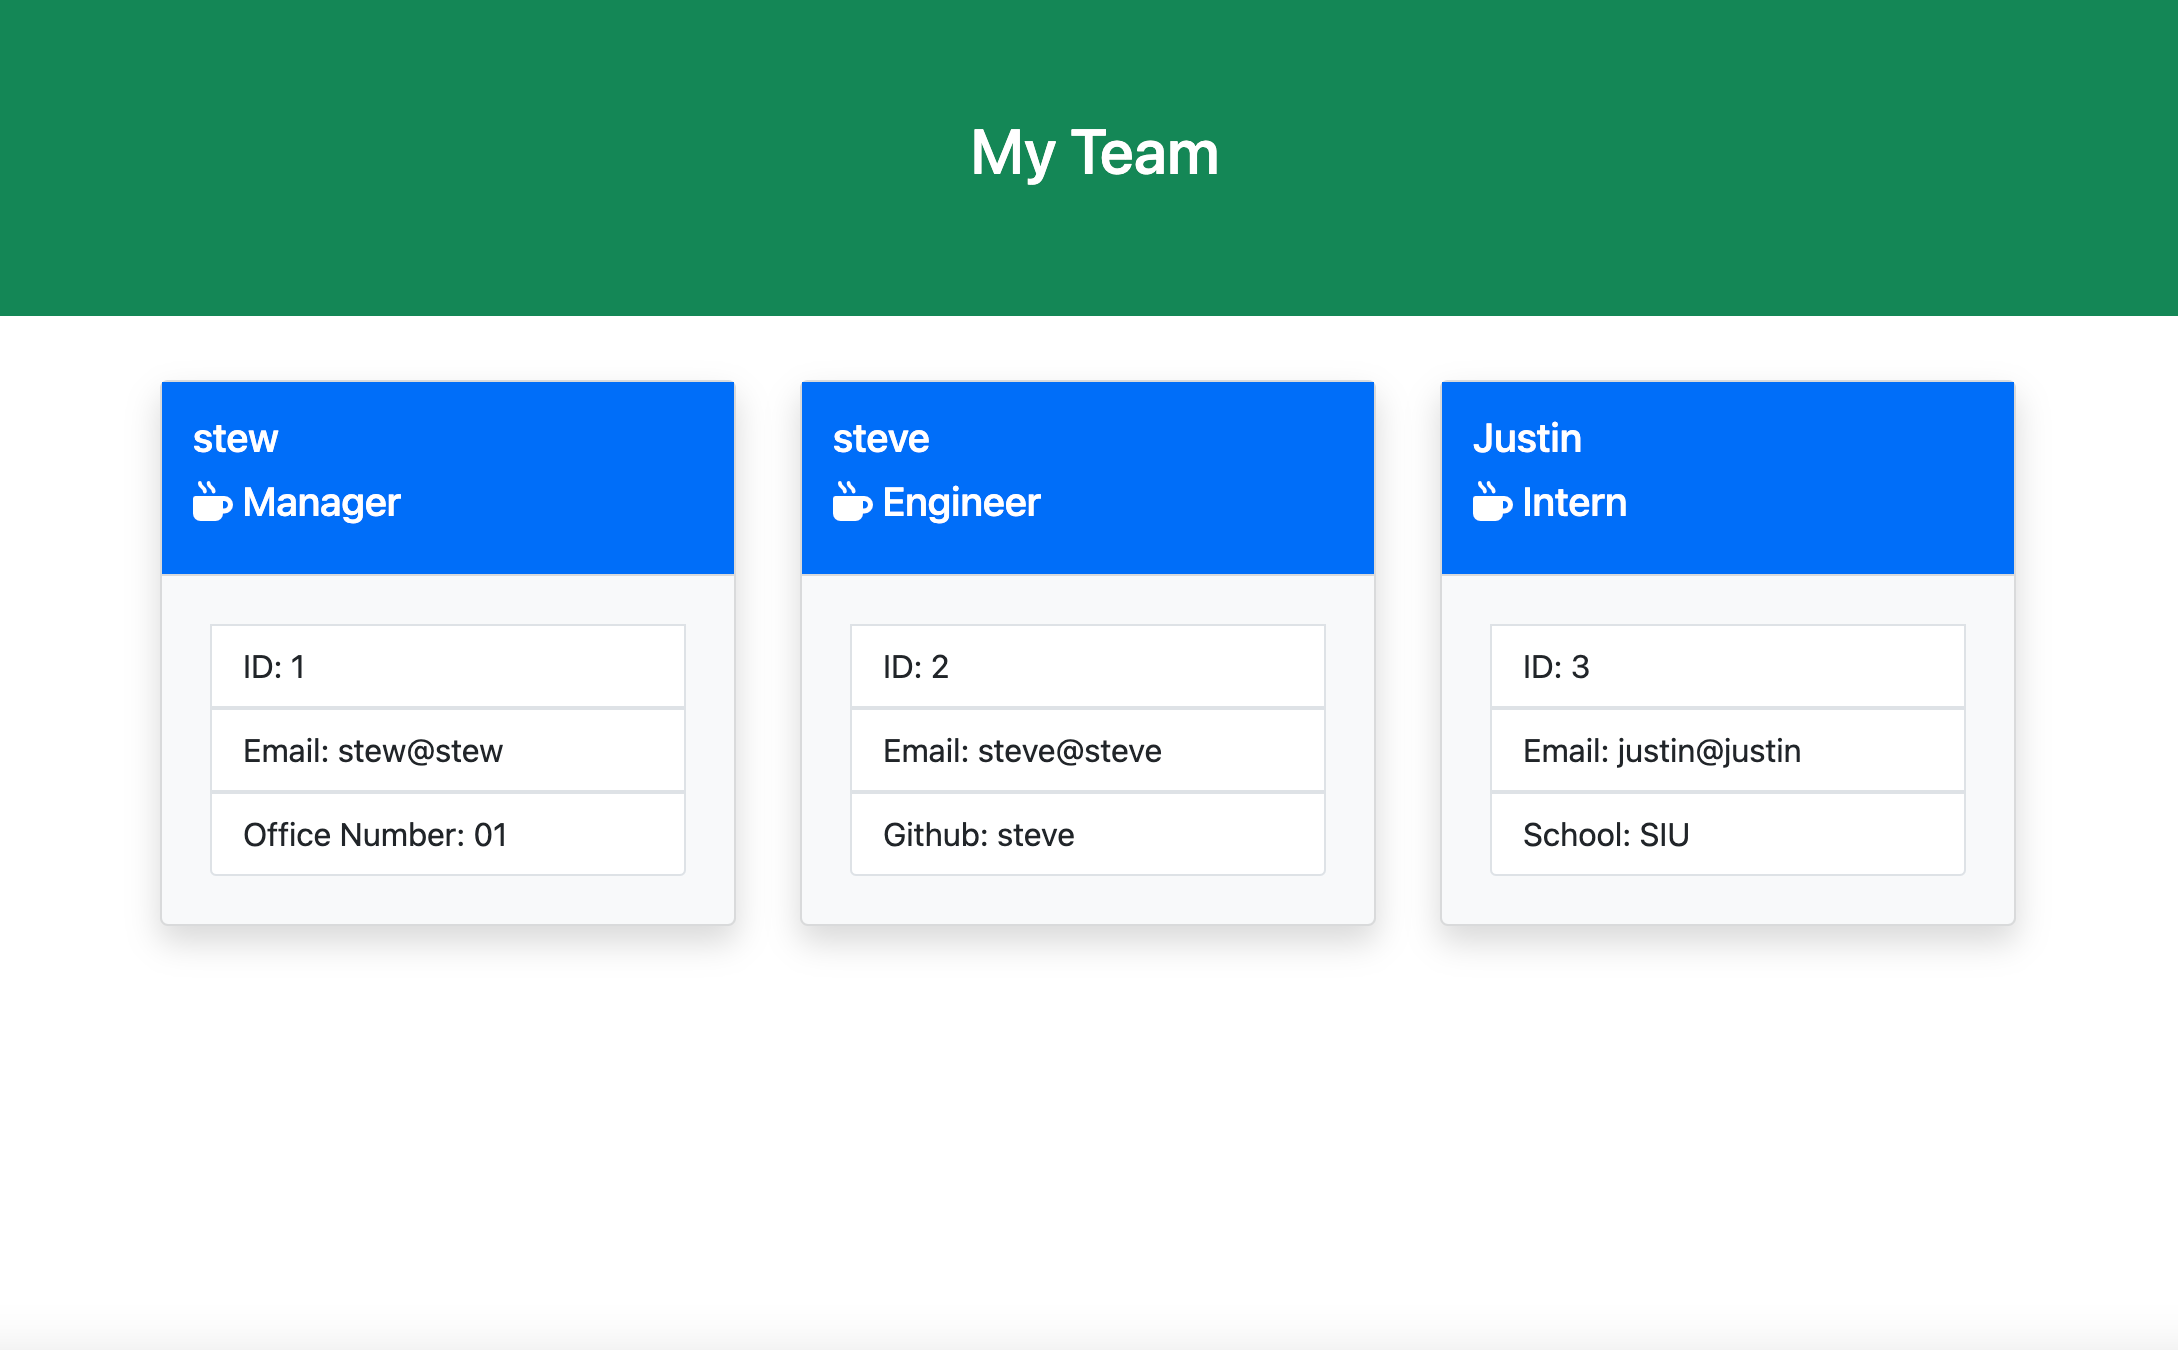 My Team
stew
Manager
ID: 1
Email: stew@stew
Office Number: 01
steve
Engineer
ID: 2
Email: steve@steve
Github: steve
Justin
Intern
ID: 3
Email: justin@justin
School: SIU